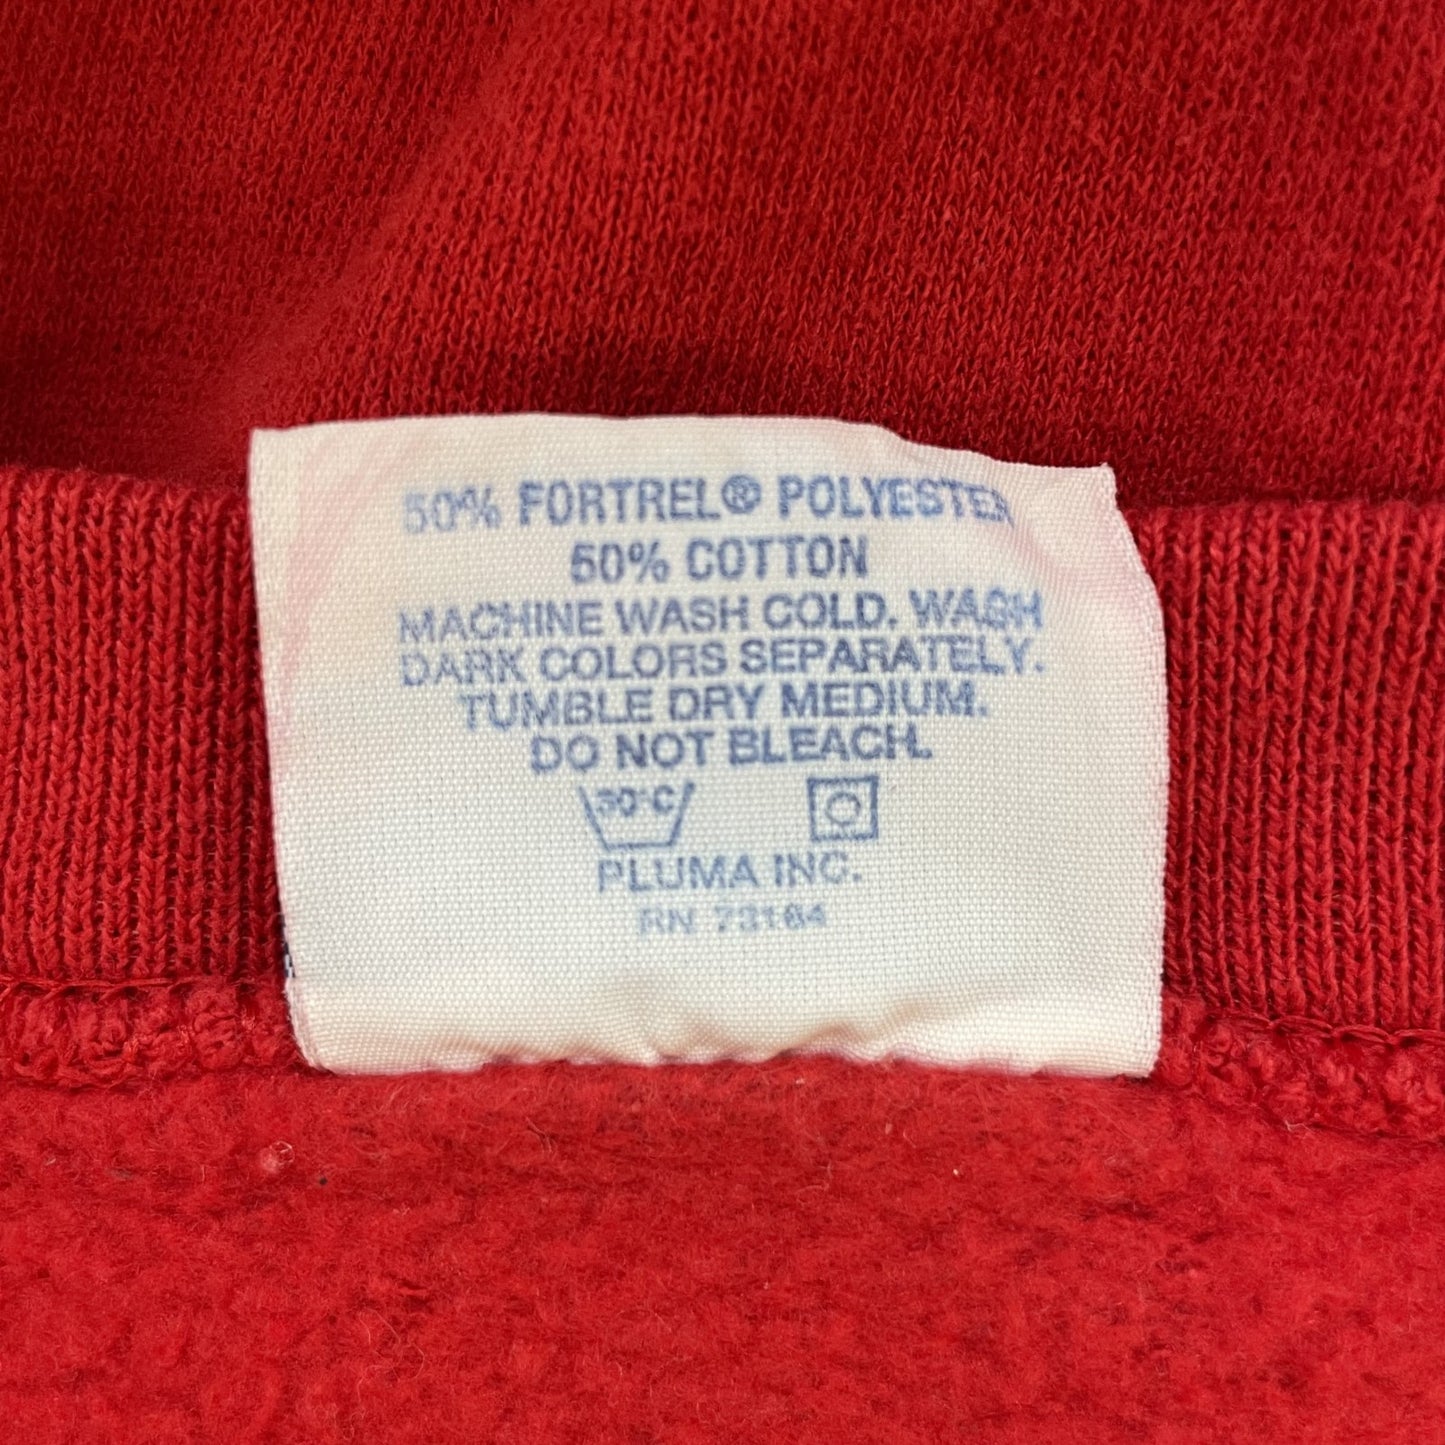 50% FORTREL® POLYESTER
50% COTTON
MACHINE WASH COLD. WASH
DARK COLORS SEPARATELY.
TUMBLE DRY MEDIUM.
DO NOT BLEACH.
30°C
PLUMA INC.
RN 73164